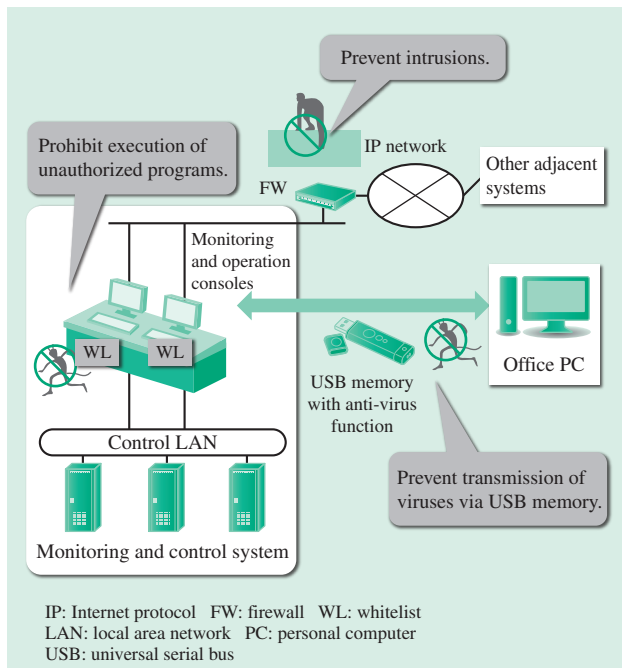 Prevent intrusions.
Prohibit execution of
unauthorized programs.
IP network
FW
Other adjacent
systems
Monitoring
and operation
consoles
WL
WL
Office PC
USB memory
with anti-virus
function
Control LAN
Prevent transmission of
viruses via USB memory.
Monitoring and control system
IP: Internet protocol FW: firewall WL: whitelist
LAN: local area network PC: personal computer
USB: universal serial bus